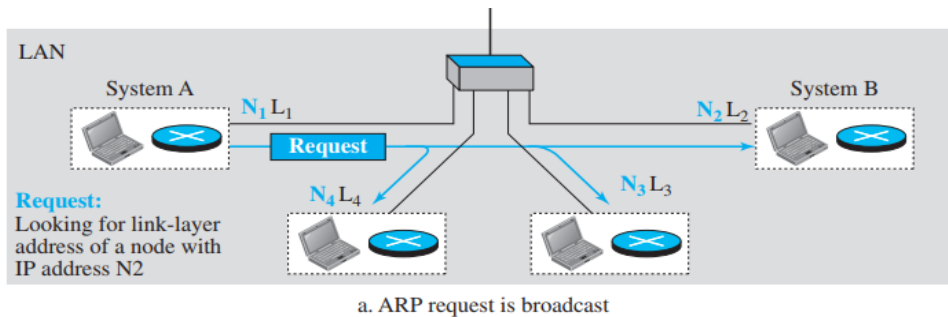 LAN
System A
System B
N1 L1
N2 L2
Request
N4 L4
N3 L3
Request:
Looking for link-layer
address of a node with
IP address N2
a. ARP request is broadcast